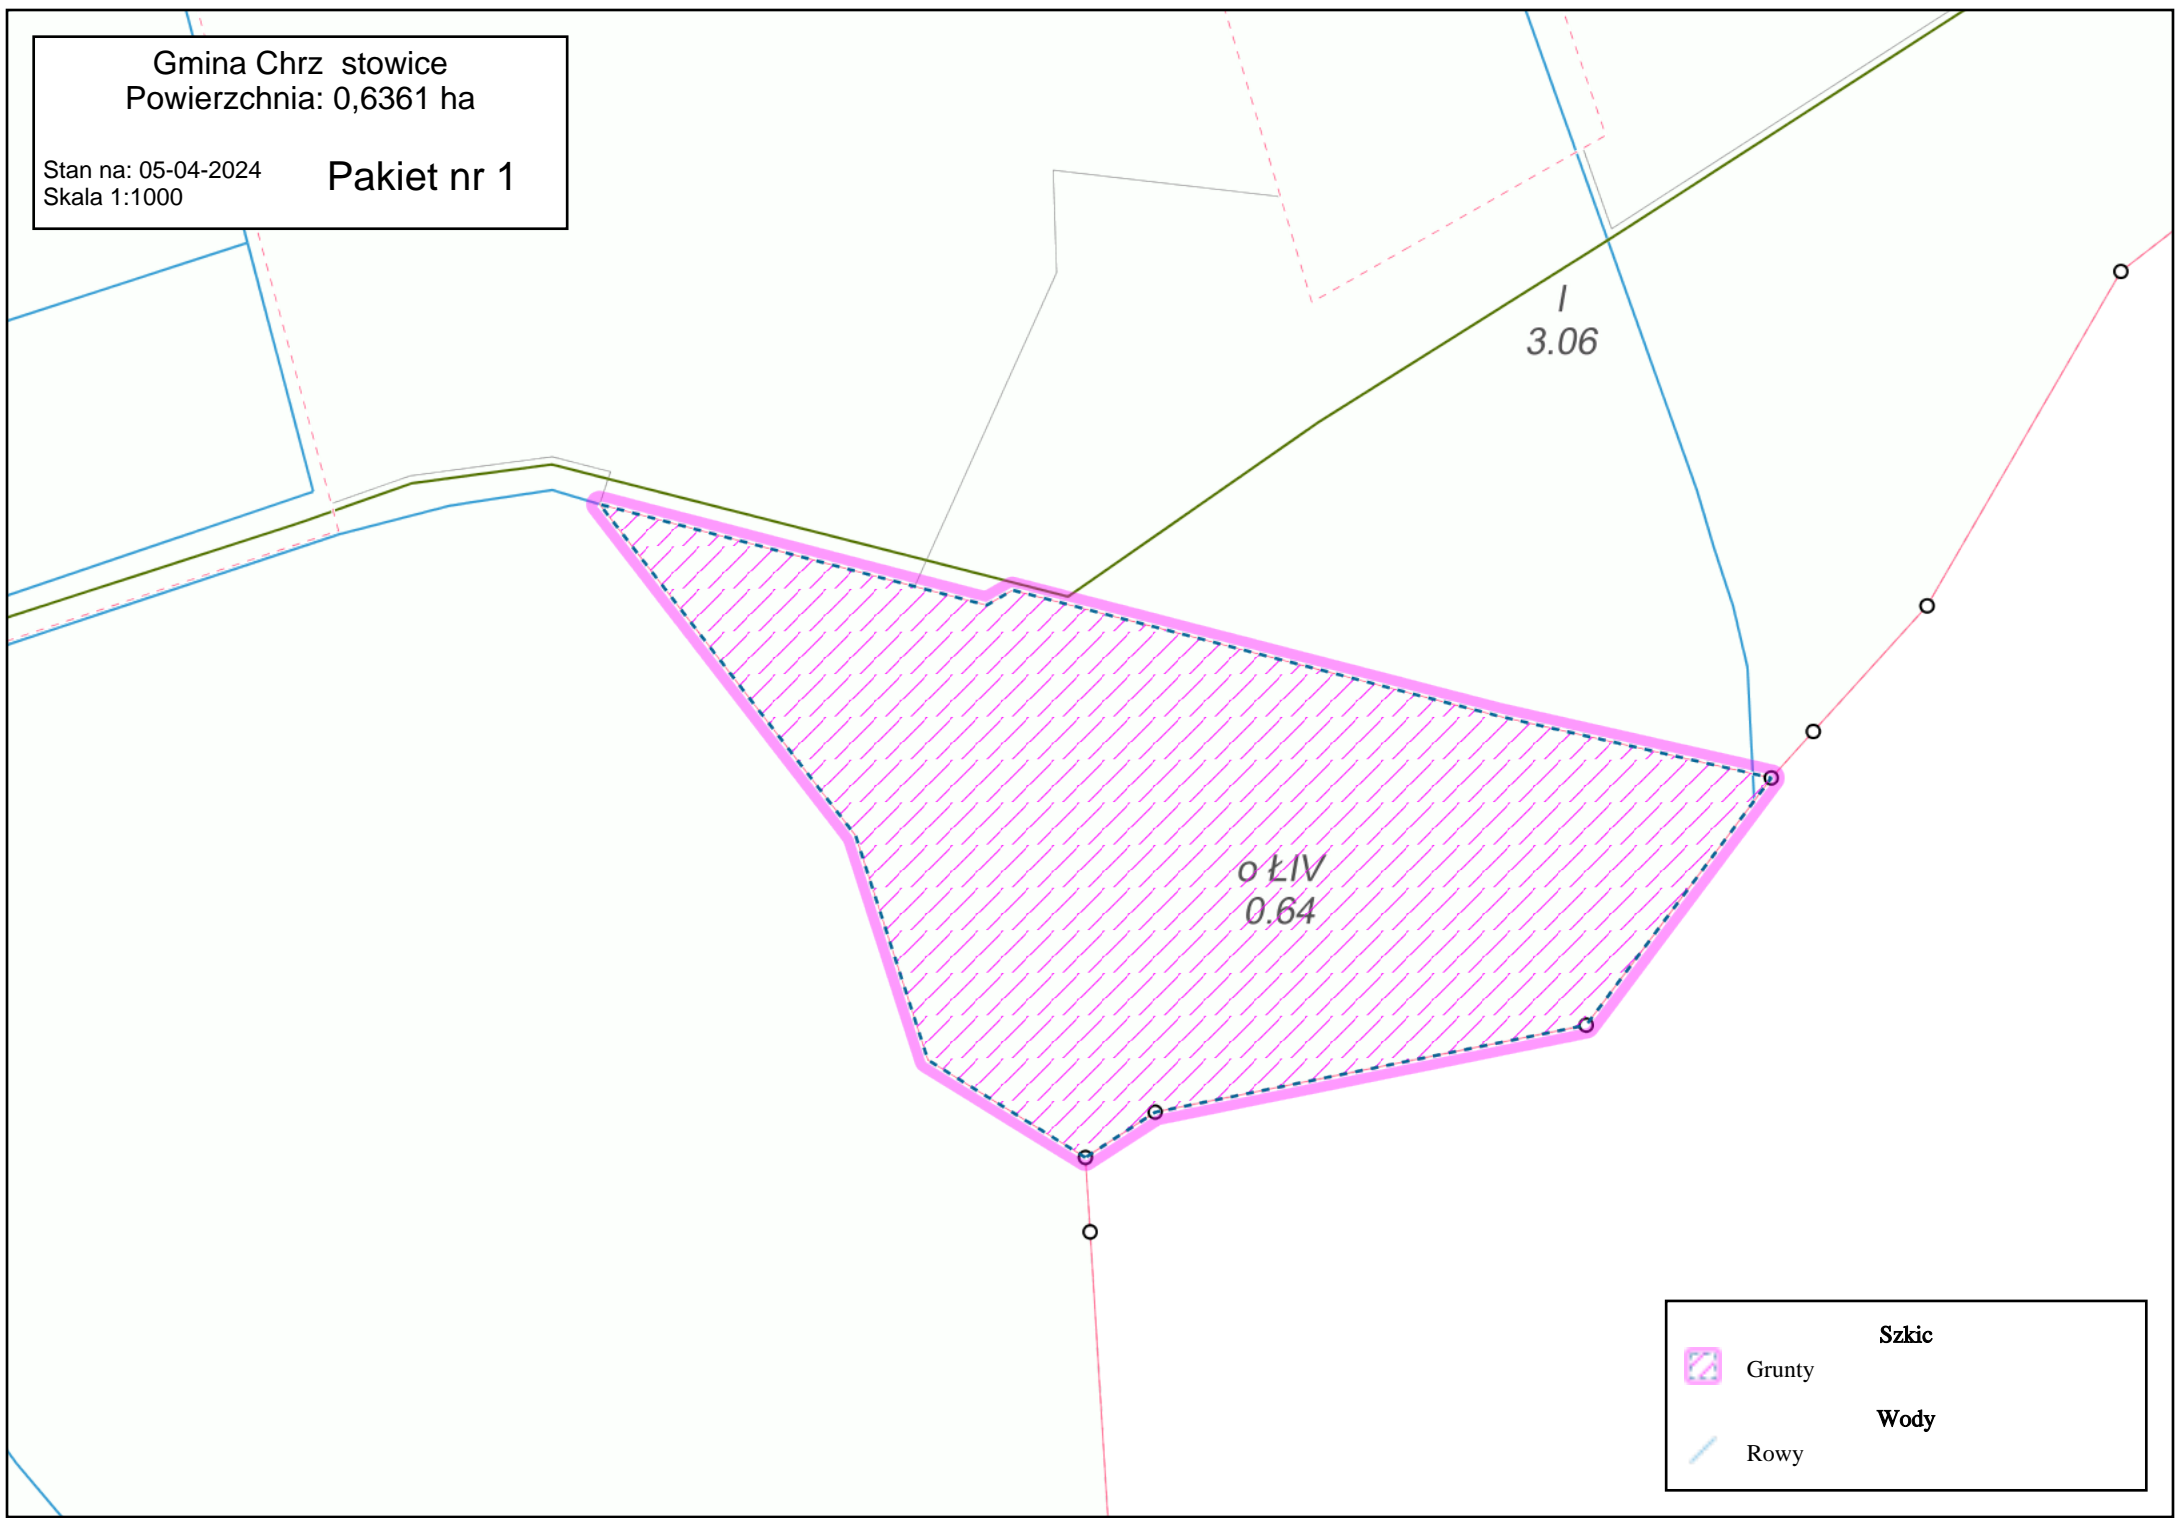 Gmina Chrz stowice
Powierzchnia: 0,6361 ha
Stan na: 05-04-2024
Skala 1:1000
Pakiet nr 1
l
3.06
o ŁIV
0.64
Szkic
Grunty
Wody
Rowy